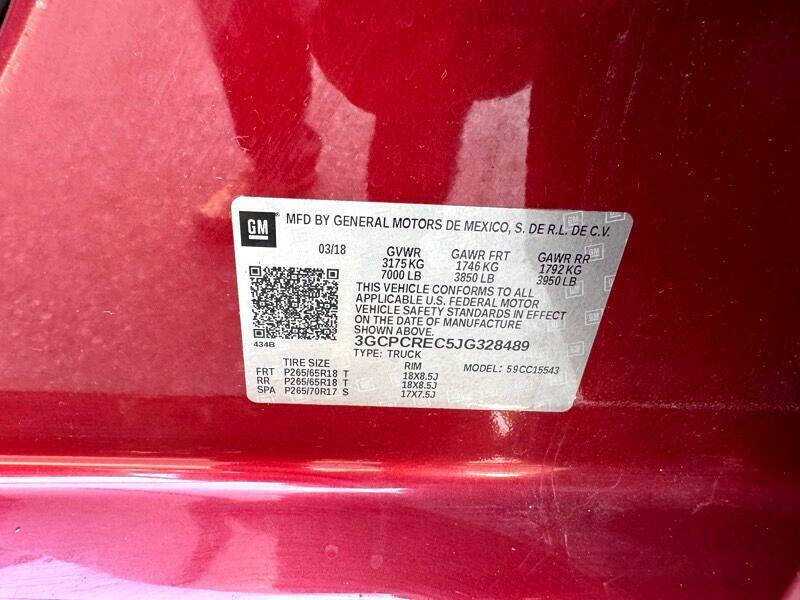 GM MFD BY GENERAL MOTORS DE MEXICO, S. DE R.L. DE C.V.
03/18 GVWR GAWR FRT GAWR RR
3175 KG 1746 KG 1792 KG
7000 LB 3850 LB 3950 LB
THIS VEHICLE CONFORMS TO ALL
APPLICABLE U.S. FEDERAL MOTOR
VEHICLE SAFETY STANDARDS IN EFFECT
ON THE DATE OF MANUFACTURE
SHOWN ABOVE.
434B 3GCPCREC5JG328489
TYPE: TRUCK
TIRE SIZE RIM MODEL: 59CC15543
FRT P265/65R18 T 18X8.5J
RR P265/65R18 T 18X8.5J
SPA P265/70R17 S 17X7.5J